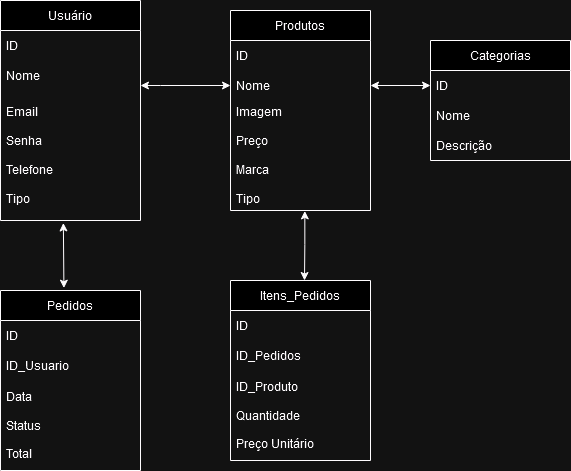 Usuário
ID
Nome
Email
Senha
Telefone
Tipo
Produtos
ID
Nome
Imagem
Preço
Marca
Tipo
Categorias
ID
Nome
Descrição
Pedidos
ID
ID_Usuario
Data
Status
Total
Itens_Pedidos
ID
ID_Pedidos
ID_Produto
Quantidade
Preço Unitário